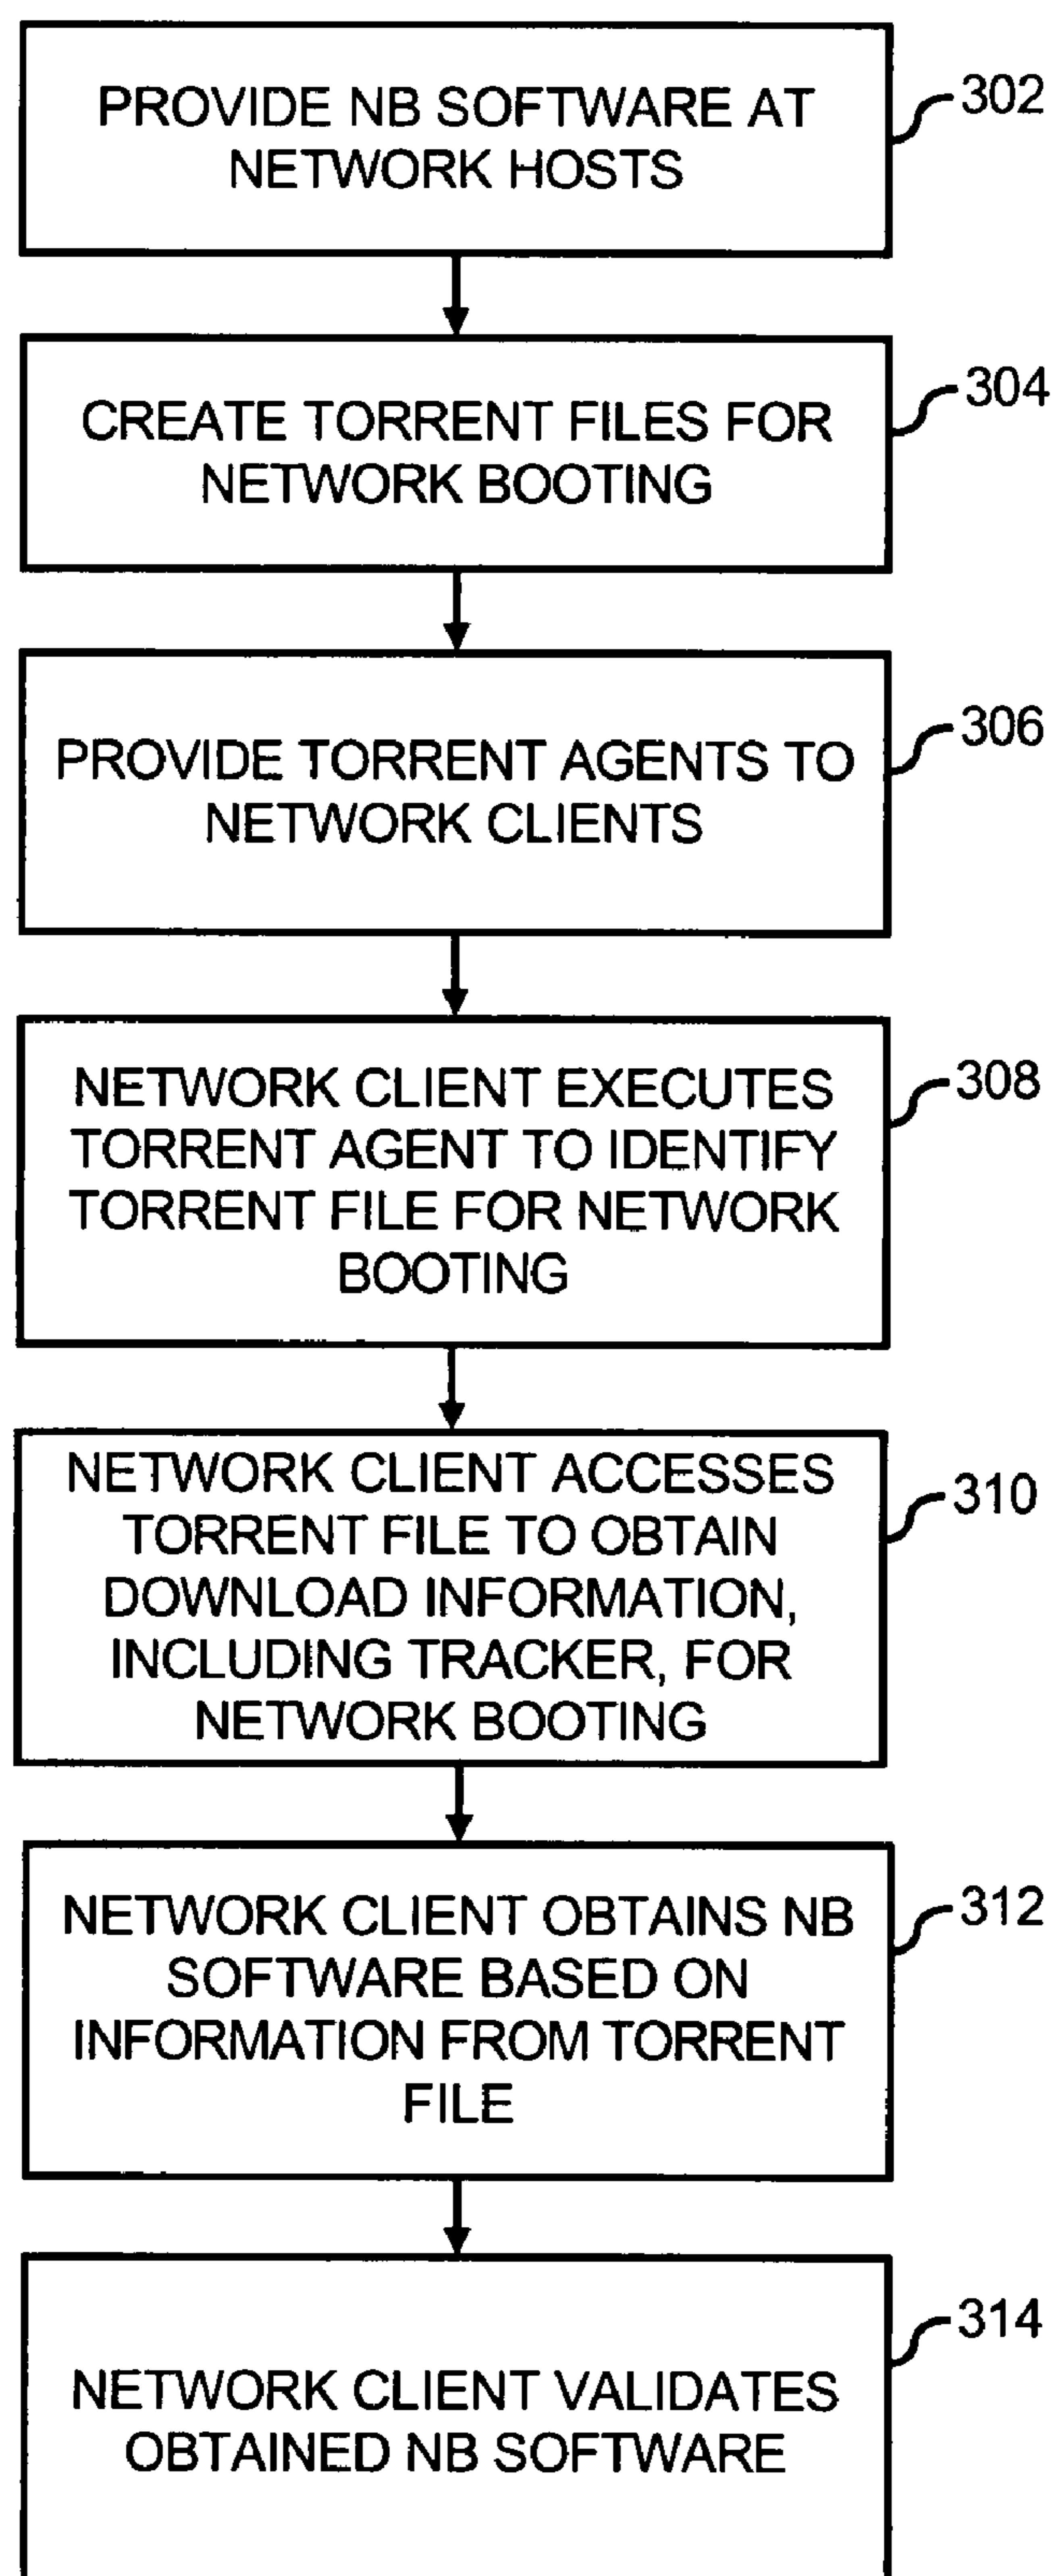 PROVIDE NB SOFTWARE AT
NETWORK HOSTS
302
CREATE TORRENT FILES FOR
NETWORK BOOTING
304
PROVIDE TORRENT AGENTS TO
NETWORK CLIENTS
306
NETWORK CLIENT EXECUTES
TORRENT AGENT TO IDENTIFY
TORRENT FILE FOR NETWORK
BOOTING
308
NETWORK CLIENT ACCESSES
TORRENT FILE TO OBTAIN
DOWNLOAD INFORMATION,
INCLUDING TRACKER, FOR
NETWORK BOOTING
310
NETWORK CLIENT OBTAINS NB
SOFTWARE BASED ON
INFORMATION FROM TORRENT
FILE
312
NETWORK CLIENT VALIDATES
OBTAINED NB SOFTWARE
314